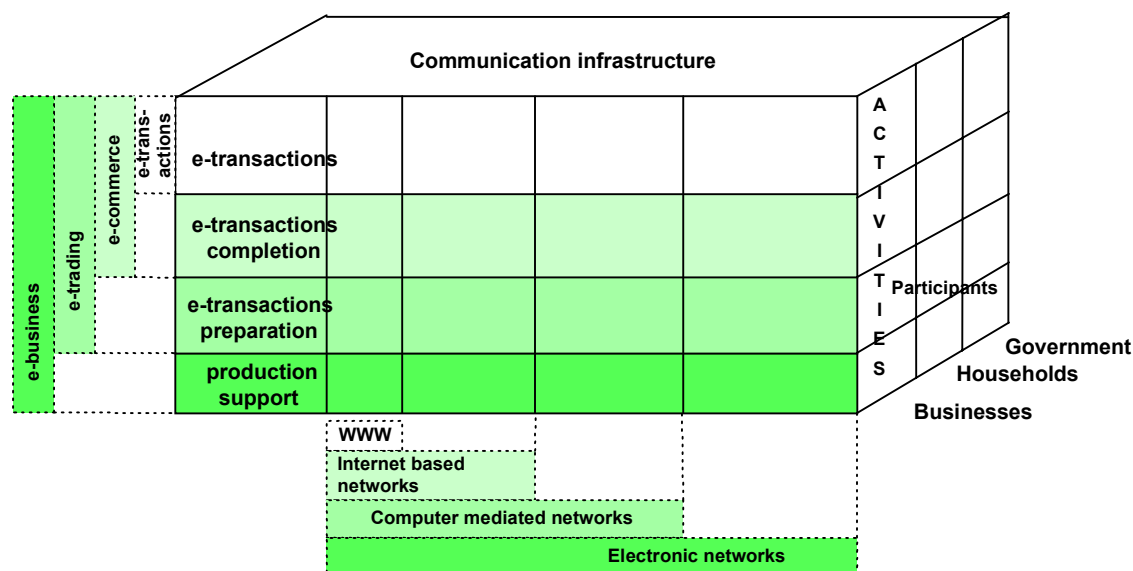 Communication infrastructure
e-business
e-trading
e-commerce
e-trans-
actions
e-transactions
e-transactions
completion
e-transactions
preparation
production
support
A
C
T
I
V
I
T
I
E
S
Participants
Government
Households
Businesses
WWW
Internet based
networks
Computer mediated networks
Electronic networks